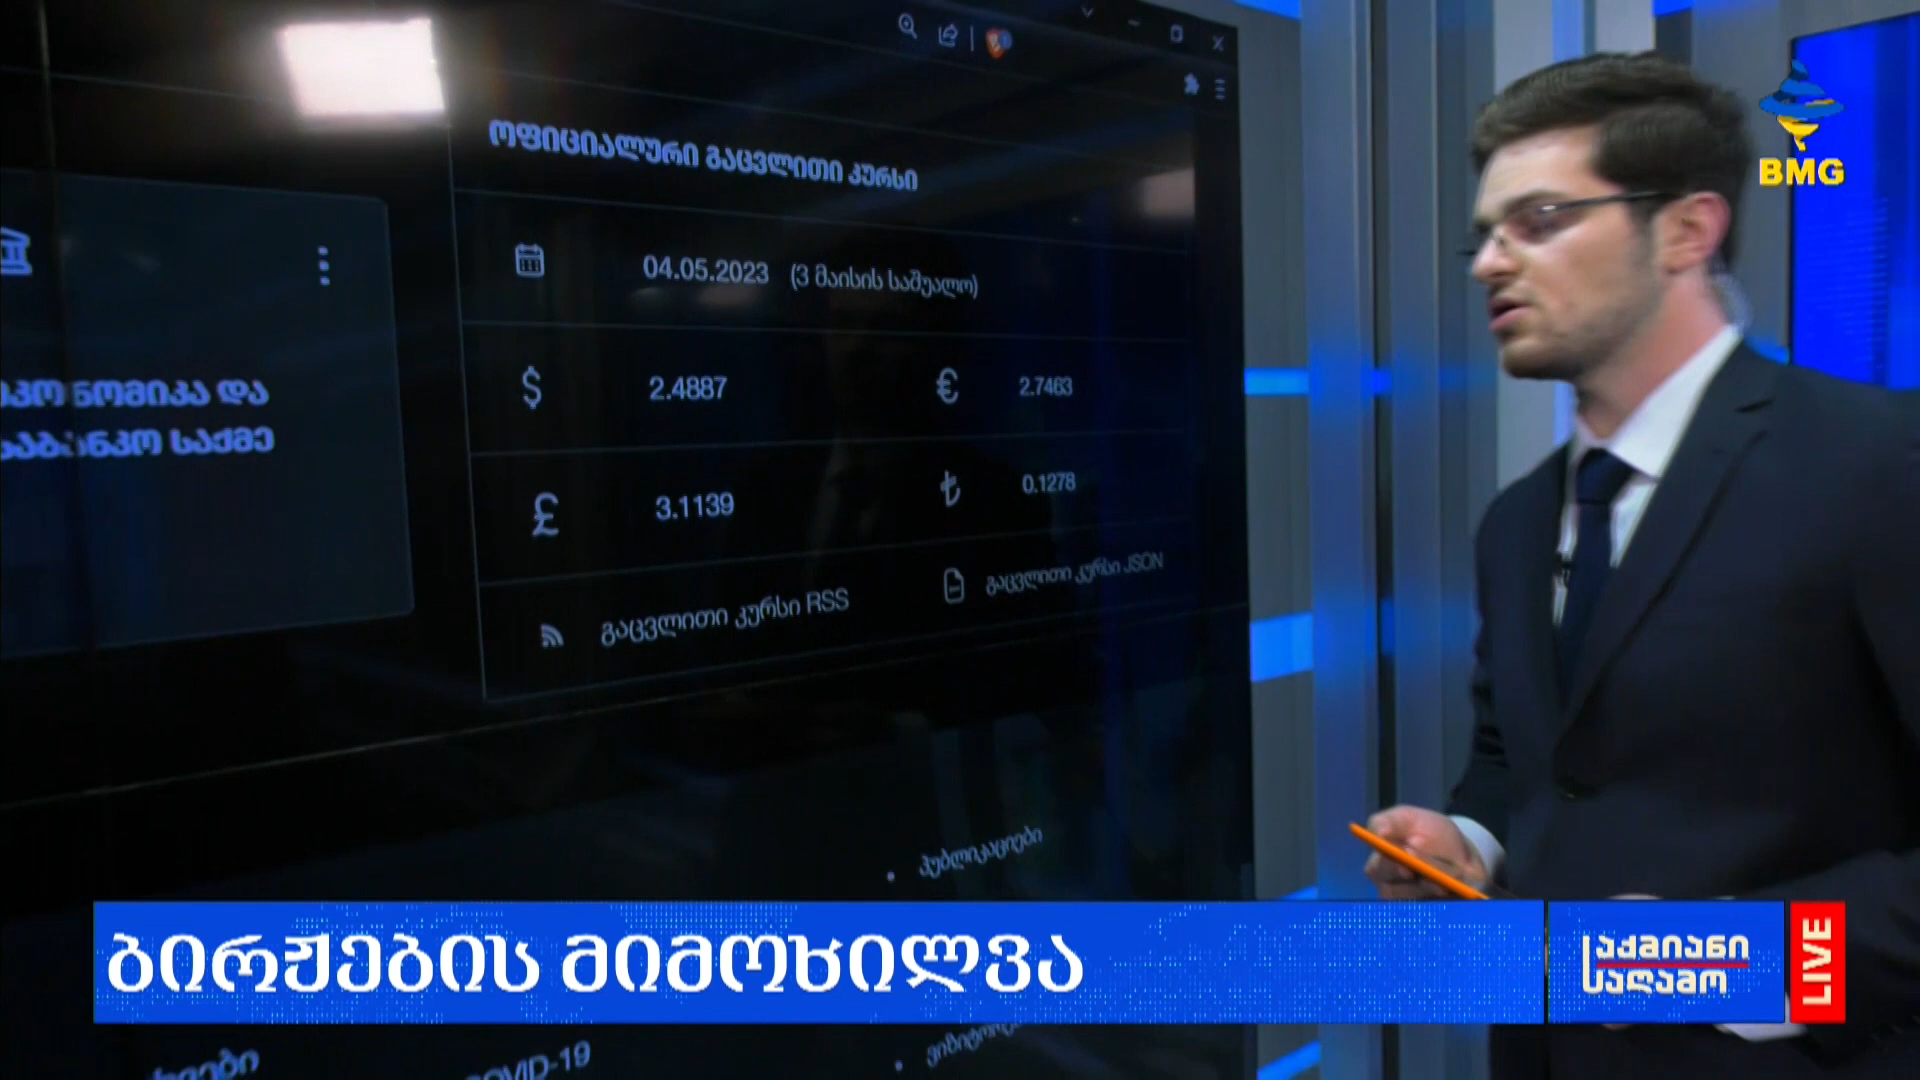 ოფიციალური გაცვლითი კურსი
04.05.2023 (3 მაისის საშუალო)
$ 2.4887 € 2.7463
£ 3.1139 ₺ 0.1278
გაცვლითი კურსი RSS
გაცვლითი კურსი JSON
და
საბანკო საქმე
• პუბლიკაციები
BMG
ბირჟების მიმოხილვა
საქმიანი
საღამო
LIVE